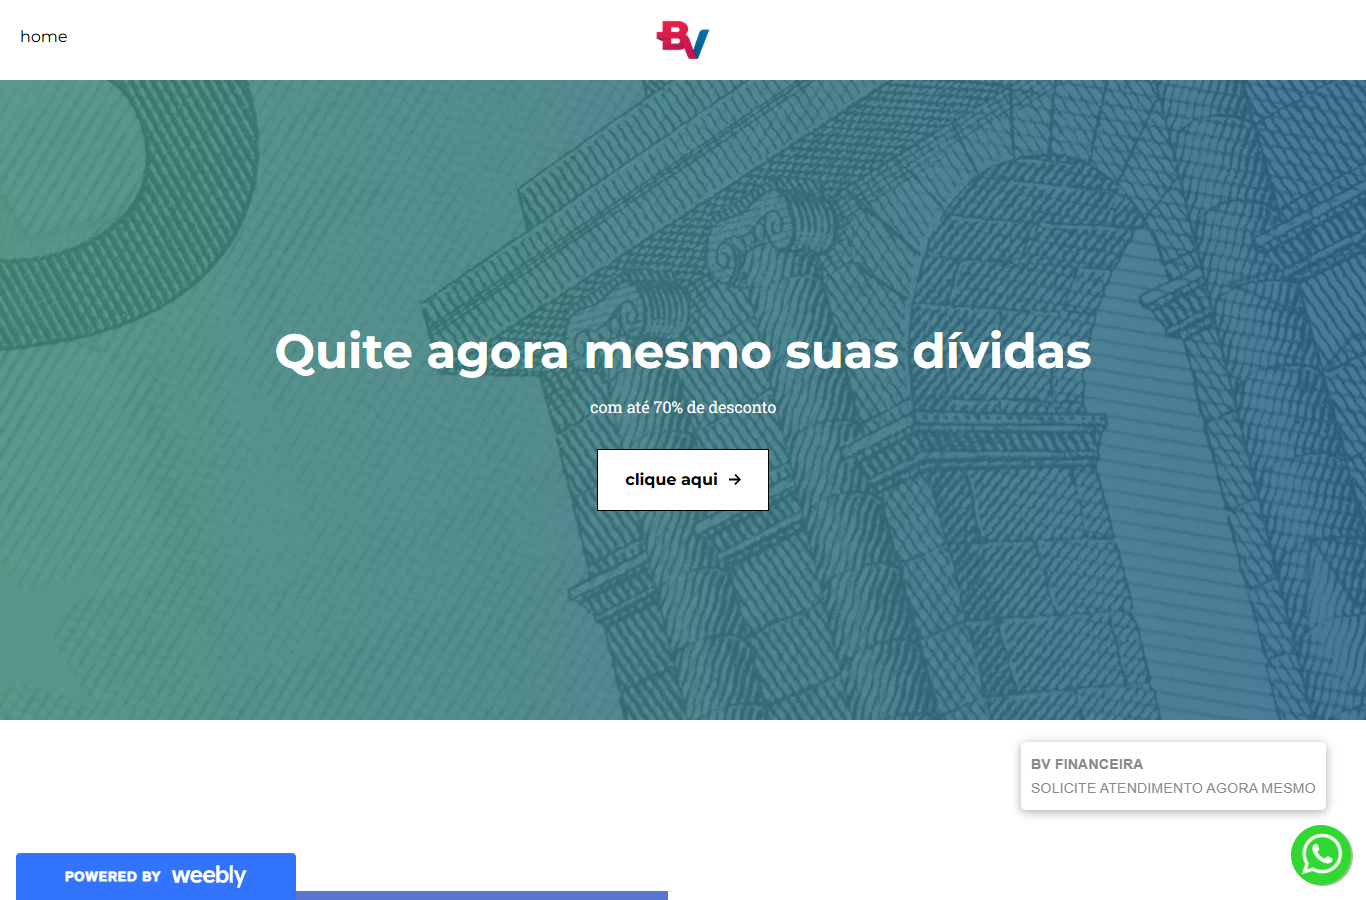 home
BV
Quite agora mesmo suas dívidas
com até 70% de desconto
clique aqui →
BV FINANCEIRA
SOLICITE ATENDIMENTO AGORA MESMO
POWERED BY weebly